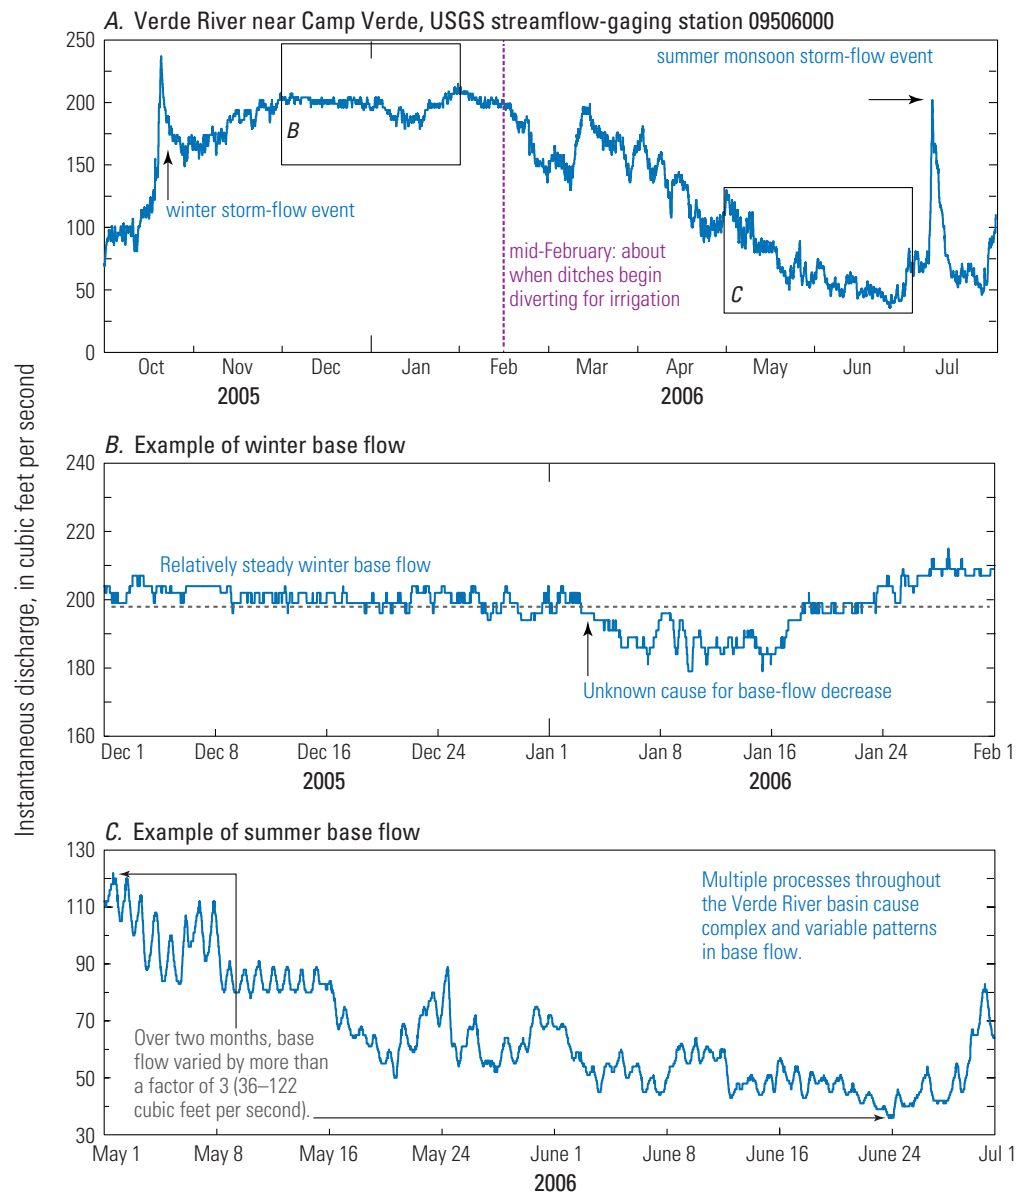 A. Verde River near Camp Verde, USGS streamflow-gaging station 09506000
250
200
150
100
50
0
summer monsoon storm-flow event
B
winter storm-flow event
mid-February: about
when ditches begin
diverting for irrigation
C
Oct Nov Dec Jan Feb Mar Apr May Jun Jul
2005 2006
Instantaneous discharge, in cubic feet per second
B. Example of winter base flow
240
220
200
180
160
Relatively steady winter base flow
Unknown cause for base-flow decrease
Dec 1 Dec 8 Dec 16 Dec 24 Jan 1 Jan 8 Jan 16 Jan 24 Feb 1
2005 2006
C. Example of summer base flow
130
110
90
70
50
30
Multiple processes throughout
the Verde River basin cause
complex and variable patterns
in base flow.
Over two months, base
flow varied by more than
a factor of 3 (36–122
cubic feet per second).
May 1 May 8 May 16 May 24 June 1 June 8 June 16 June 24 Jul 1
2006